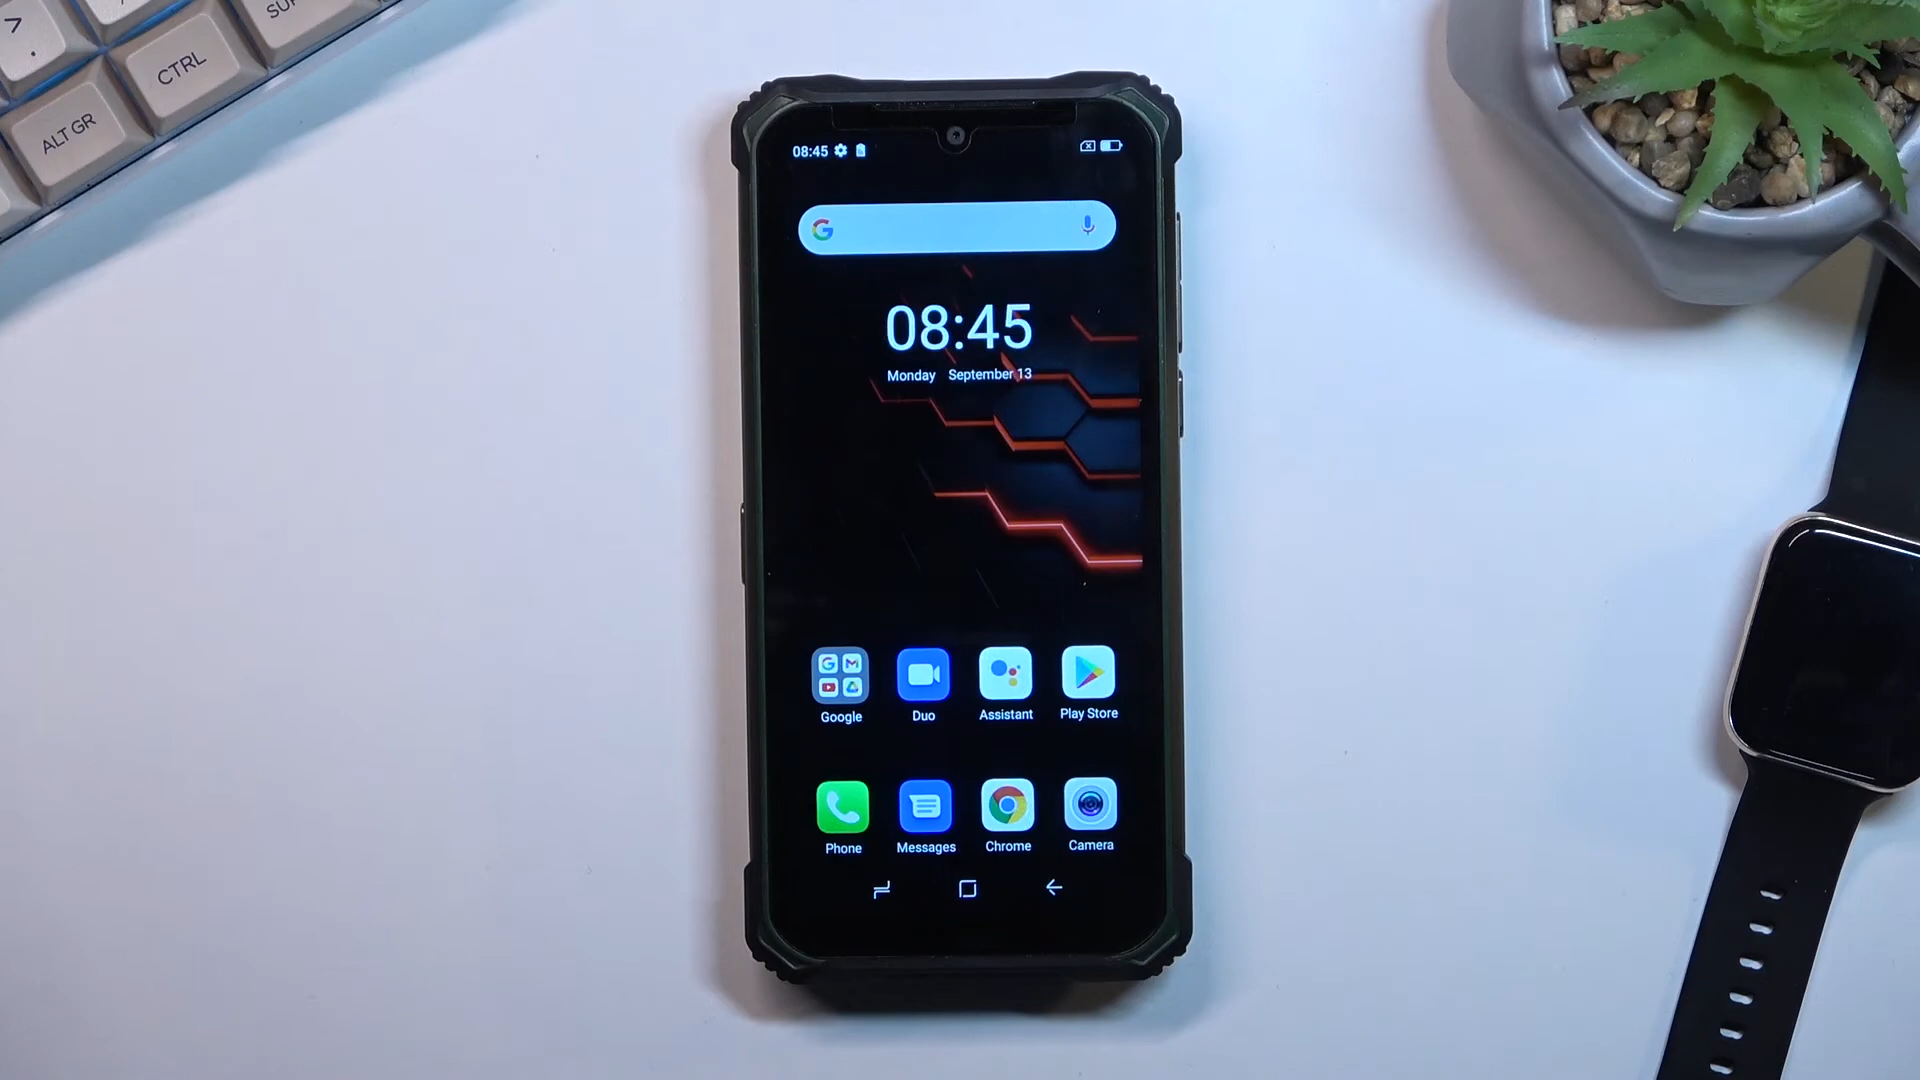 >
.
CTRL
ALT GR
08:45
08:45
Monday September 13
Google Duo Assistant Play Store
Phone Messages Chrome Camera